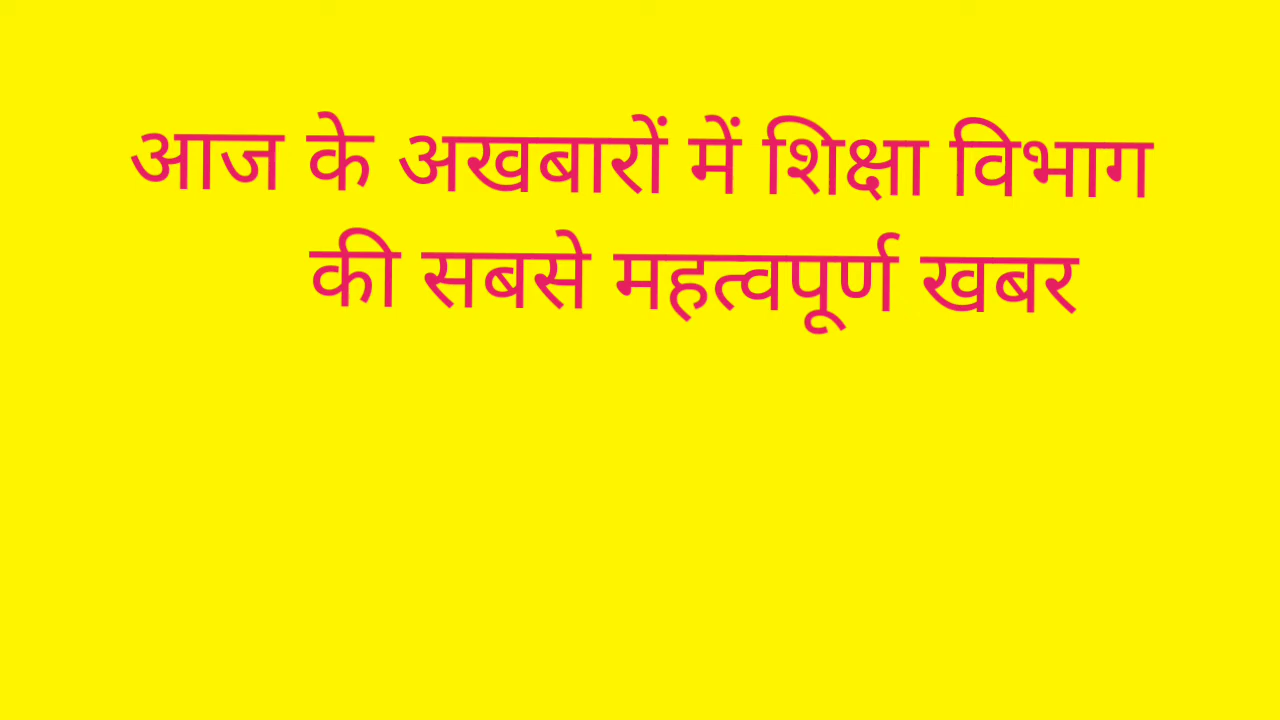 आज के अखबारों में शिक्षा विभाग
की सबसे महत्वपूर्ण खबर